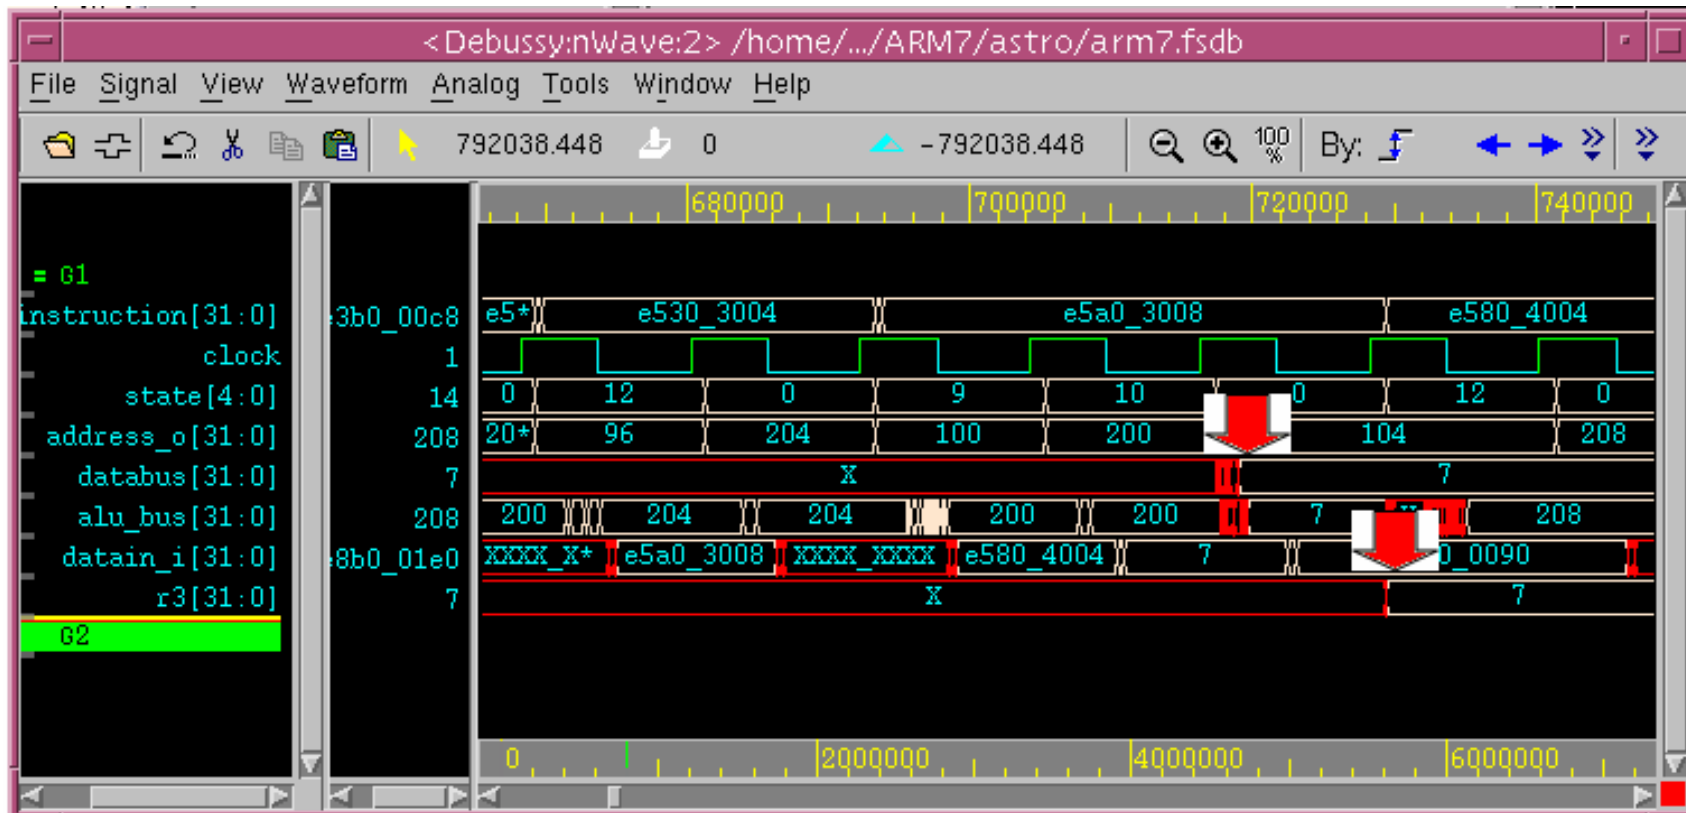 <Debussy:nWave:2> /home/.../ARM7/astro/arm7.fsdb
File Signal View Waveform Analog Tools Window Help
792038.448 0 -792038.448 100 % By:
680000 700000 720000 740000
= G1
instruction[31:0] 3b0_00c8 e5* e530_3004 e5a0_3008 e580_4004
clock 1
state[4:0] 14 0 12 0 9 10 0 12 0
address_o[31:0] 208 20* 96 204 100 200 104 208
databus[31:0] 7 X 7
alu_bus[31:0] 208 200 204 204 200 200 7 208
datain_i[31:0] 8b0_01e0 XXXX_X* e5a0_3008 XXXX_XXXX e580_4004 7 0_0090
r3[31:0] 7 X 7
G2
0 2000000 4000000 6000000